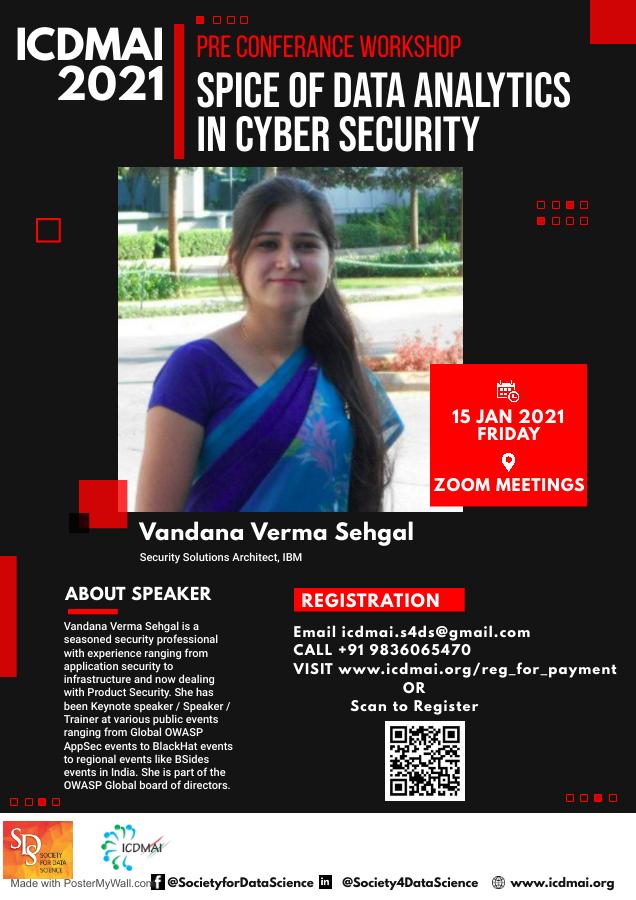 ICDMAI
2021
PRE CONFERANCE WORKSHOP
SPICE OF DATA ANALYTICS
IN CYBER SECURITY
15 JAN 2021
FRIDAY
ZOOM MEETINGS
Vandana Verma Sehgal
Security Solutions Architect, IBM
ABOUT SPEAKER
Vandana Verma Sehgal is a
seasoned security professional
with experience ranging from
application security to
infrastructure and now dealing
with Product Security. She has
been Keynote speaker / Speaker /
Trainer at various public events
ranging from Global OWASP
AppSec events to BlackHat events
to regional events like BSides
events in India. She is part of the
OWASP Global board of directors.
REGISTRATION
Email icdmai.s4ds@gmail.com
CALL +91 9836065470
VISIT www.icdmai.org/reg_for_payment
OR
Scan to Register
SDS
SOCIETY
FOR DATA
SCIENCE
ICDMAI
Made with PosterMyWall.com
@SocietyforDataScience
in
@Society4DataScience
www.icdmai.org